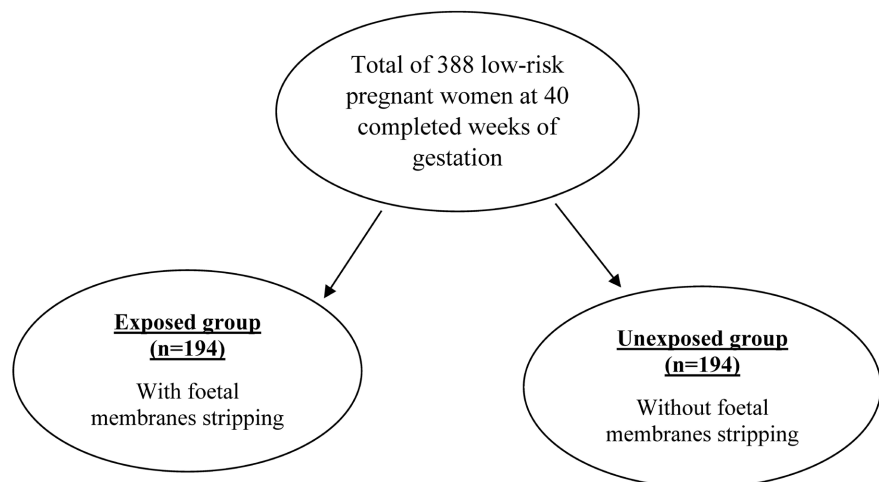 Total of 388 low-risk
pregnant women at 40
completed weeks of
gestation
Exposed group
(n=194)
With foetal
membranes stripping
Unexposed group
(n=194)
Without foetal
membranes stripping